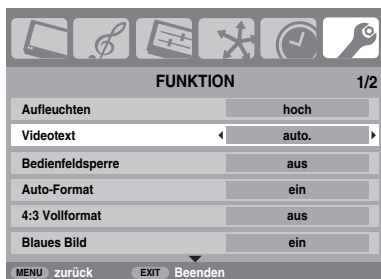 FUNKTION 1/2
Aufleuchten hoch
Videotext auto.
Bedienfeldsperre aus
Auto-Format ein
4:3 Vollformat aus
Blaues Bild ein
MENU zurück EXIT Beenden